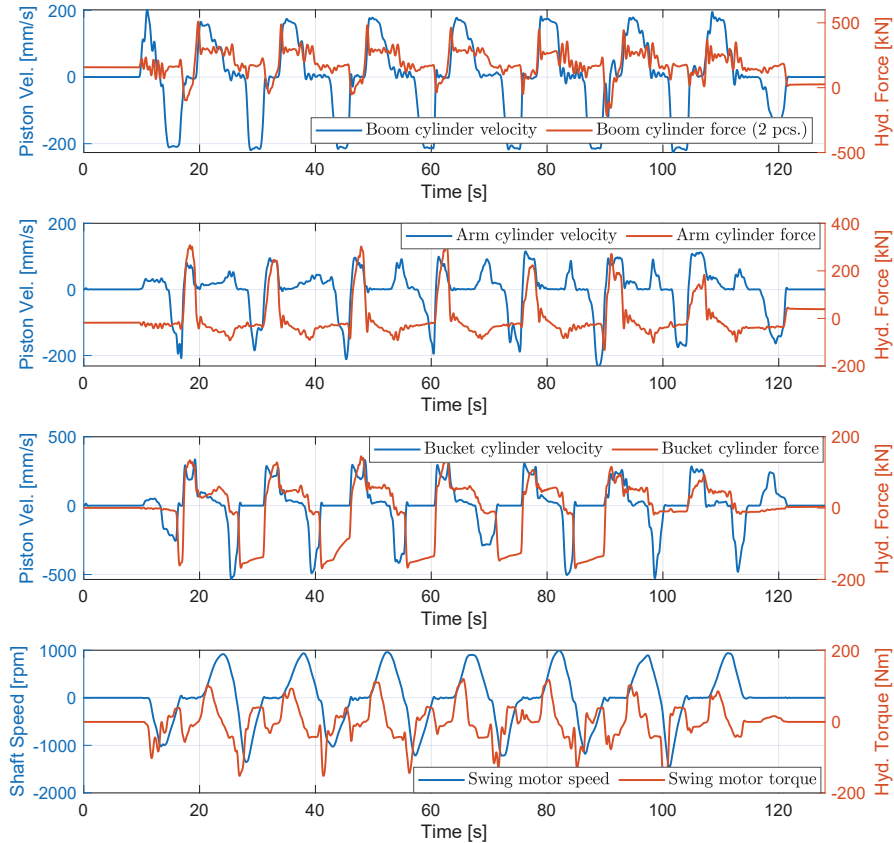 200
0
-200
Piston Vel. [mm/s]
500
0
-500
Hyd. Force [kN]
Boom cylinder velocity Boom cylinder force (2 pcs.)
0 20 40 60 80 100 120
Time [s]
200
0
-200
Piston Vel. [mm/s]
400
200
0
-200
Hyd. Force [kN]
Arm cylinder velocity Arm cylinder force
0 20 40 60 80 100 120
Time [s]
500
0
-500
Piston Vel. [mm/s]
200
0
-200
Hyd. Force [kN]
Bucket cylinder velocity Bucket cylinder force
0 20 40 60 80 100 120
Time [s]
1000
0
-1000
-2000
Shaft Speed [rpm]
200
0
-200
Hyd. Torque [Nm]
Swing motor speed Swing motor torque
0 20 40 60 80 100 120
Time [s]